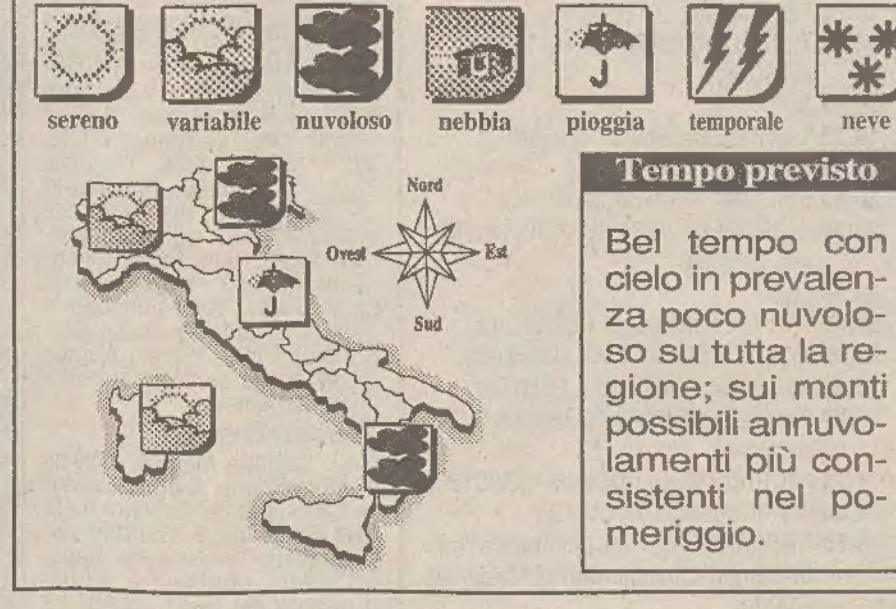 sereno variabile nuvoloso nebbia pioggia temporale neve
Nord
Ovest Est
Sud
Tempo previsto
Bel tempo con
cielo in prevalen-
za poco nuvolo-
so su tutta la re-
gione; sui monti
possibili annuvo-
lamenti più con-
sistenti nel po-
meriggio.